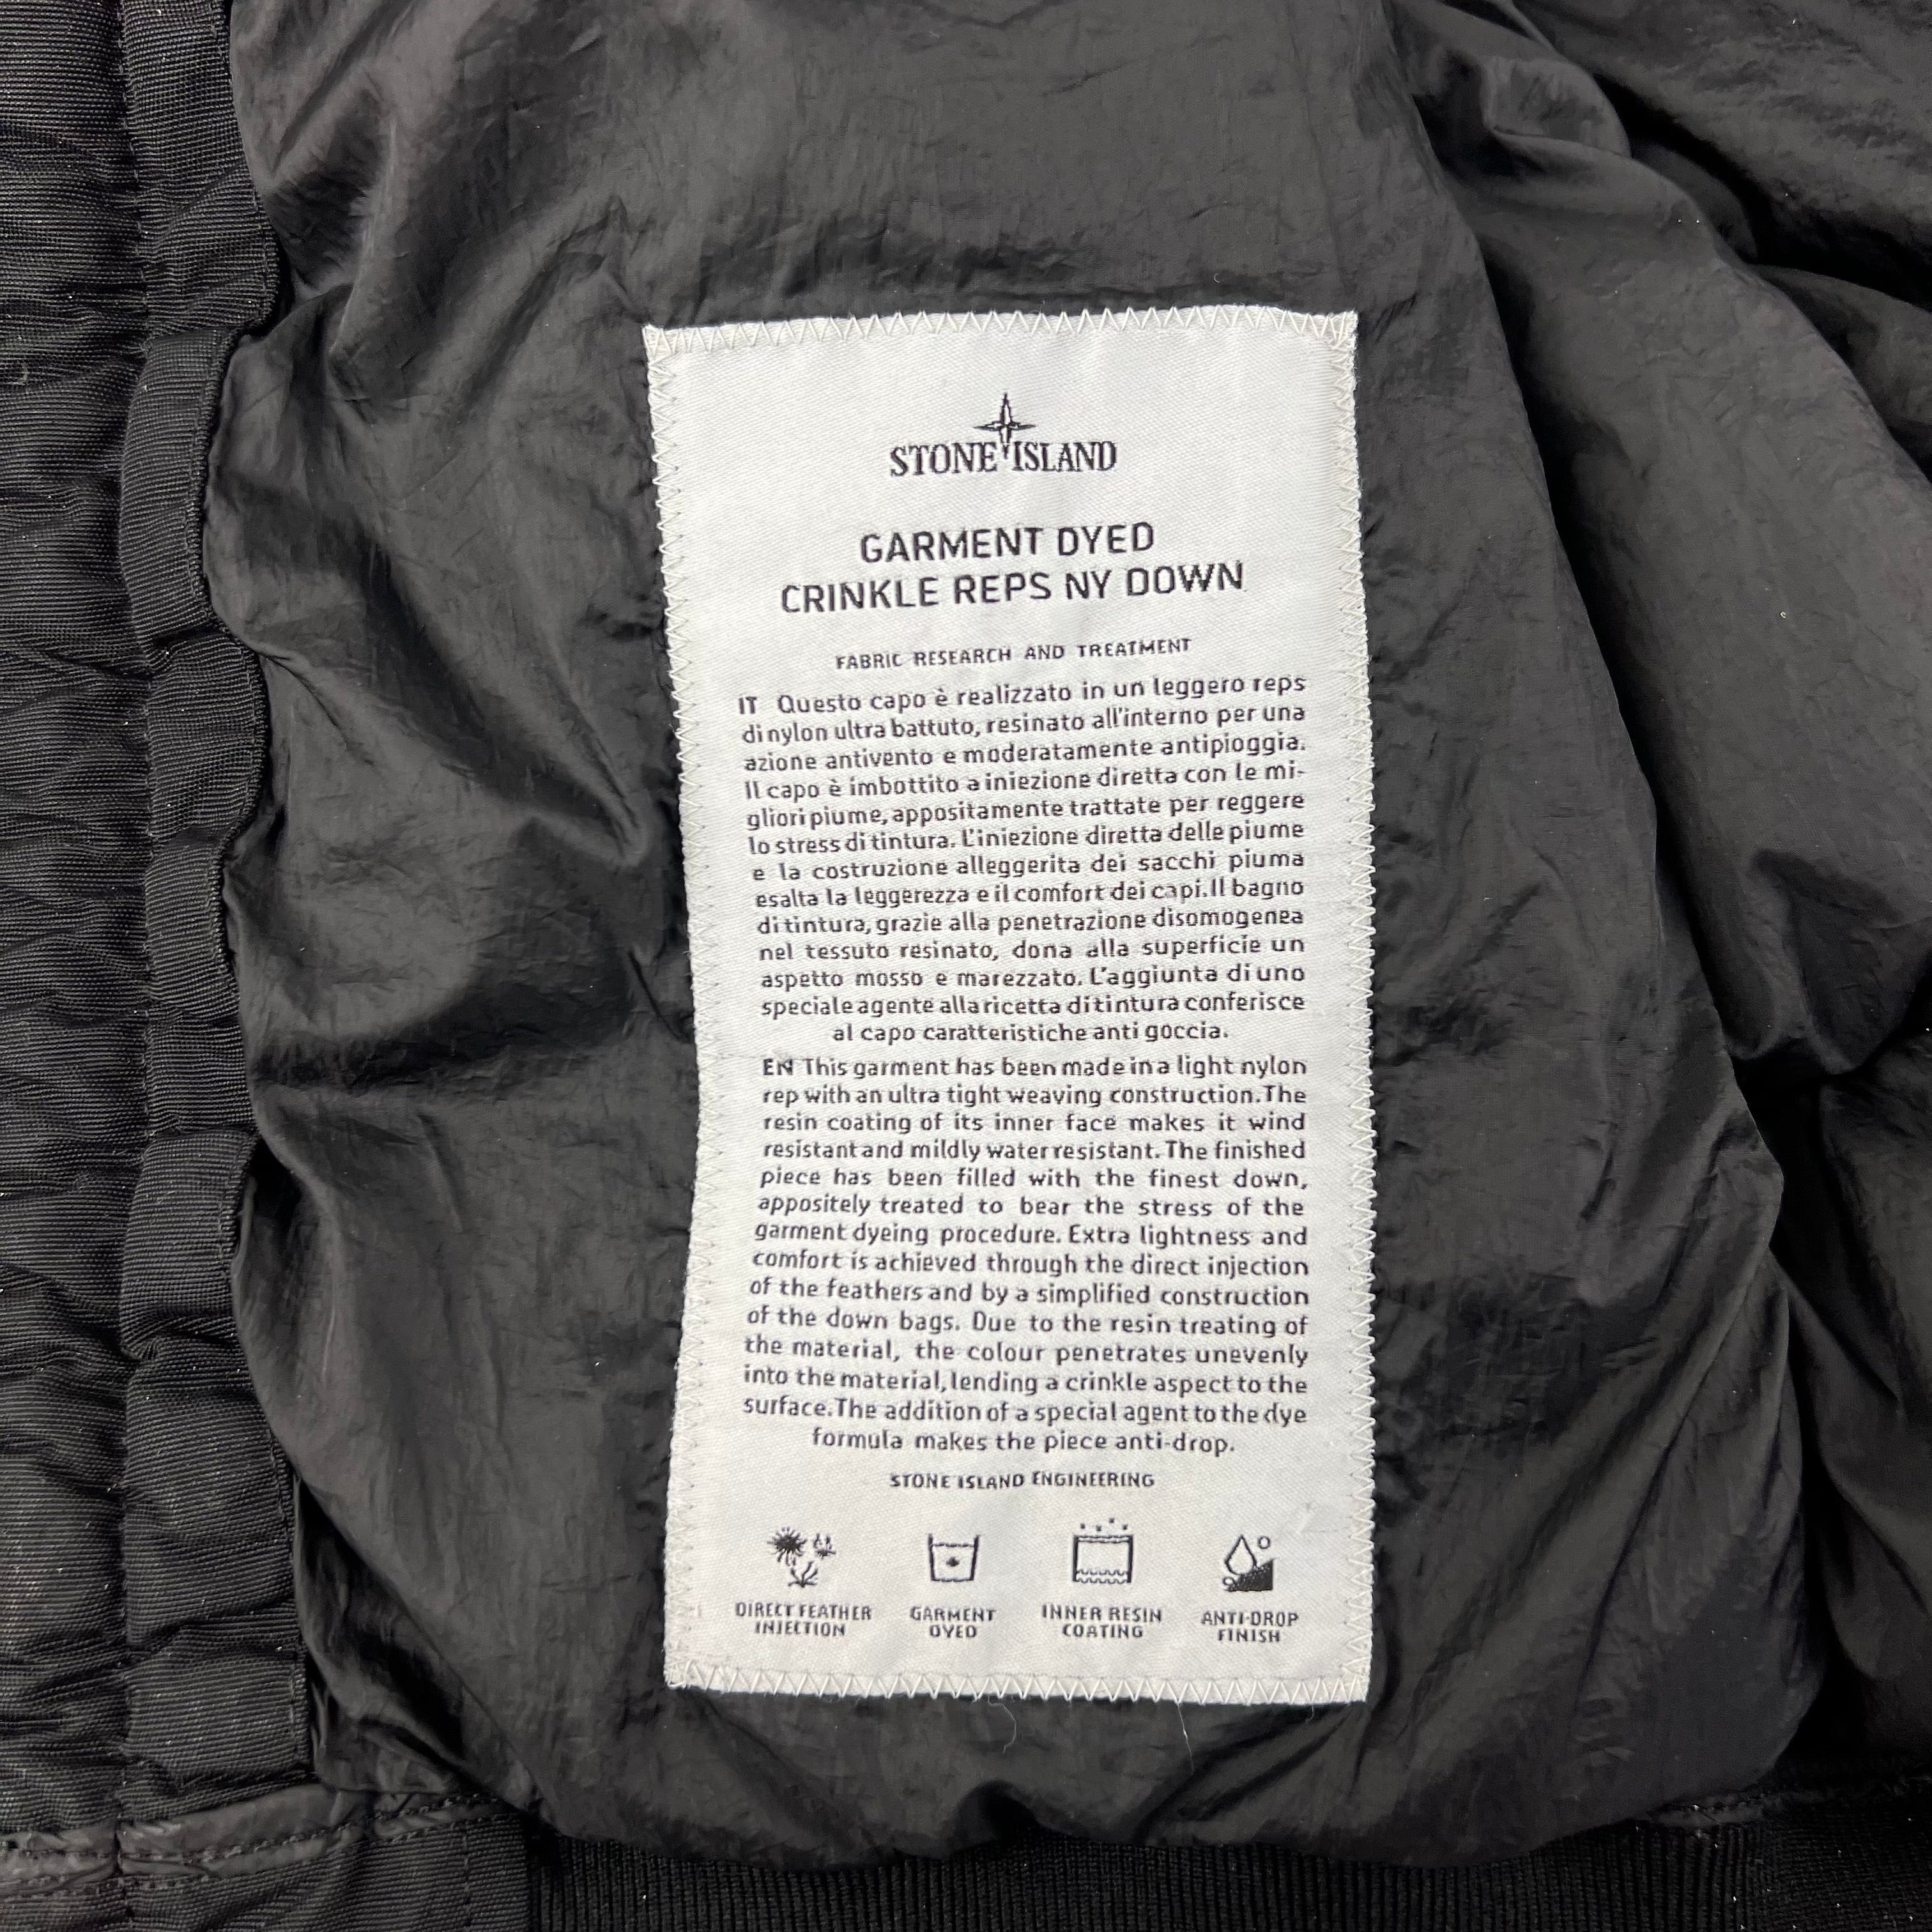 STONE ISLAND
GARMENT DYED
CRINKLE REPS NY DOWN
FABRIC RESEARCH AND TREATMENT
IT Questo capo è realizzato in un leggero reps
di nylon ultra battuto, resinato all'interno per una
azione antivento e moderatamente antipioggia.
Il capo è imbottito a iniezione diretta con le mi-
gliori piume, appositamente trattate per reggere
lo stress di tintura. L'iniezione diretta delle piume
e la costruzione alleggerita dei sacchi piuma
esalta la leggerezza e il comfort dei capi. Il bagno
di tintura, grazie alla penetrazione disomogenea
nel tessuto resinato, dona alla superficie un
aspetto mosso e marezzato. L'aggiunta di uno
speciale agente alla ricetta di tintura conferisce
al capo caratteristiche anti goccia.
EN This garment has been made in a light nylon
rep with an ultra tight weaving construction. The
resin coating of its inner face makes it wind
resistant and mildly water resistant. The finished
piece has been filled with the finest down,
appositely treated to bear the stress of the
garment dyeing procedure. Extra lightness and
comfort is achieved through the direct injection
of the feathers and by a simplified construction
of the down bags. Due to the resin treating of
the material, the colour penetrates unevenly
into the material, lending a crinkle aspect to the
surface. The addition of a special agent to the dye
formula makes the piece anti-drop.
STONE ISLAND ENGINEERING
DIRECT FEATHER INJECTION
GARMENT DYED
INNER RESIN COATING
ANTI-DROP FINISH